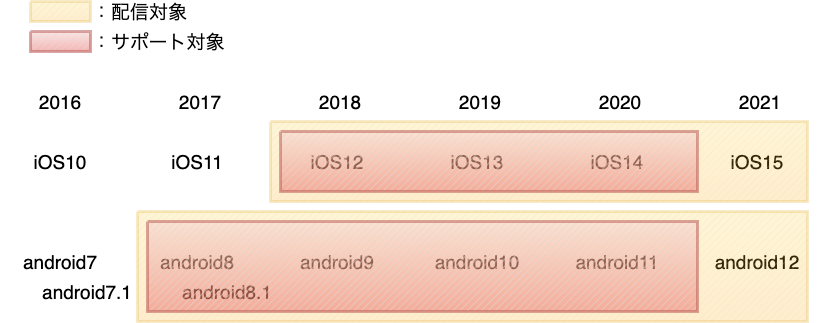 ：配信対象
：サポート対象
2016 2017 2018 2019 2020 2021
iOS10 iOS11 iOS12 iOS13 iOS14 iOS15
android7 android8 android9 android10 android11 android12
android7.1 android8.1